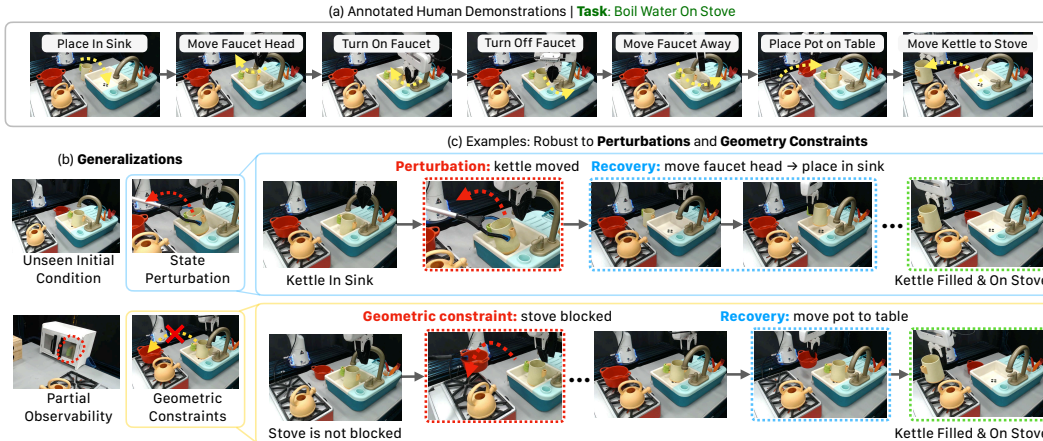 (a) Annotated Human Demonstrations | Task: Boil Water On Stove
Place In Sink
Move Faucet Head
Turn On Faucet
Turn Off Faucet
Move Faucet Away
Place Pot on Table
Move Kettle to Stove
(c) Examples: Robust to Perturbations and Geometry Constraints
(b) Generalizations
Perturbation: kettle moved
Recovery: move faucet head → place in sink
Unseen Initial
Condition
State
Perturbation
Kettle In Sink
Kettle Filled & On Stove
Geometric constraint: stove blocked
Recovery: move pot to table
Partial
Observability
Geometric
Constraints
Stove is not blocked
Kettle Filled & On Stove